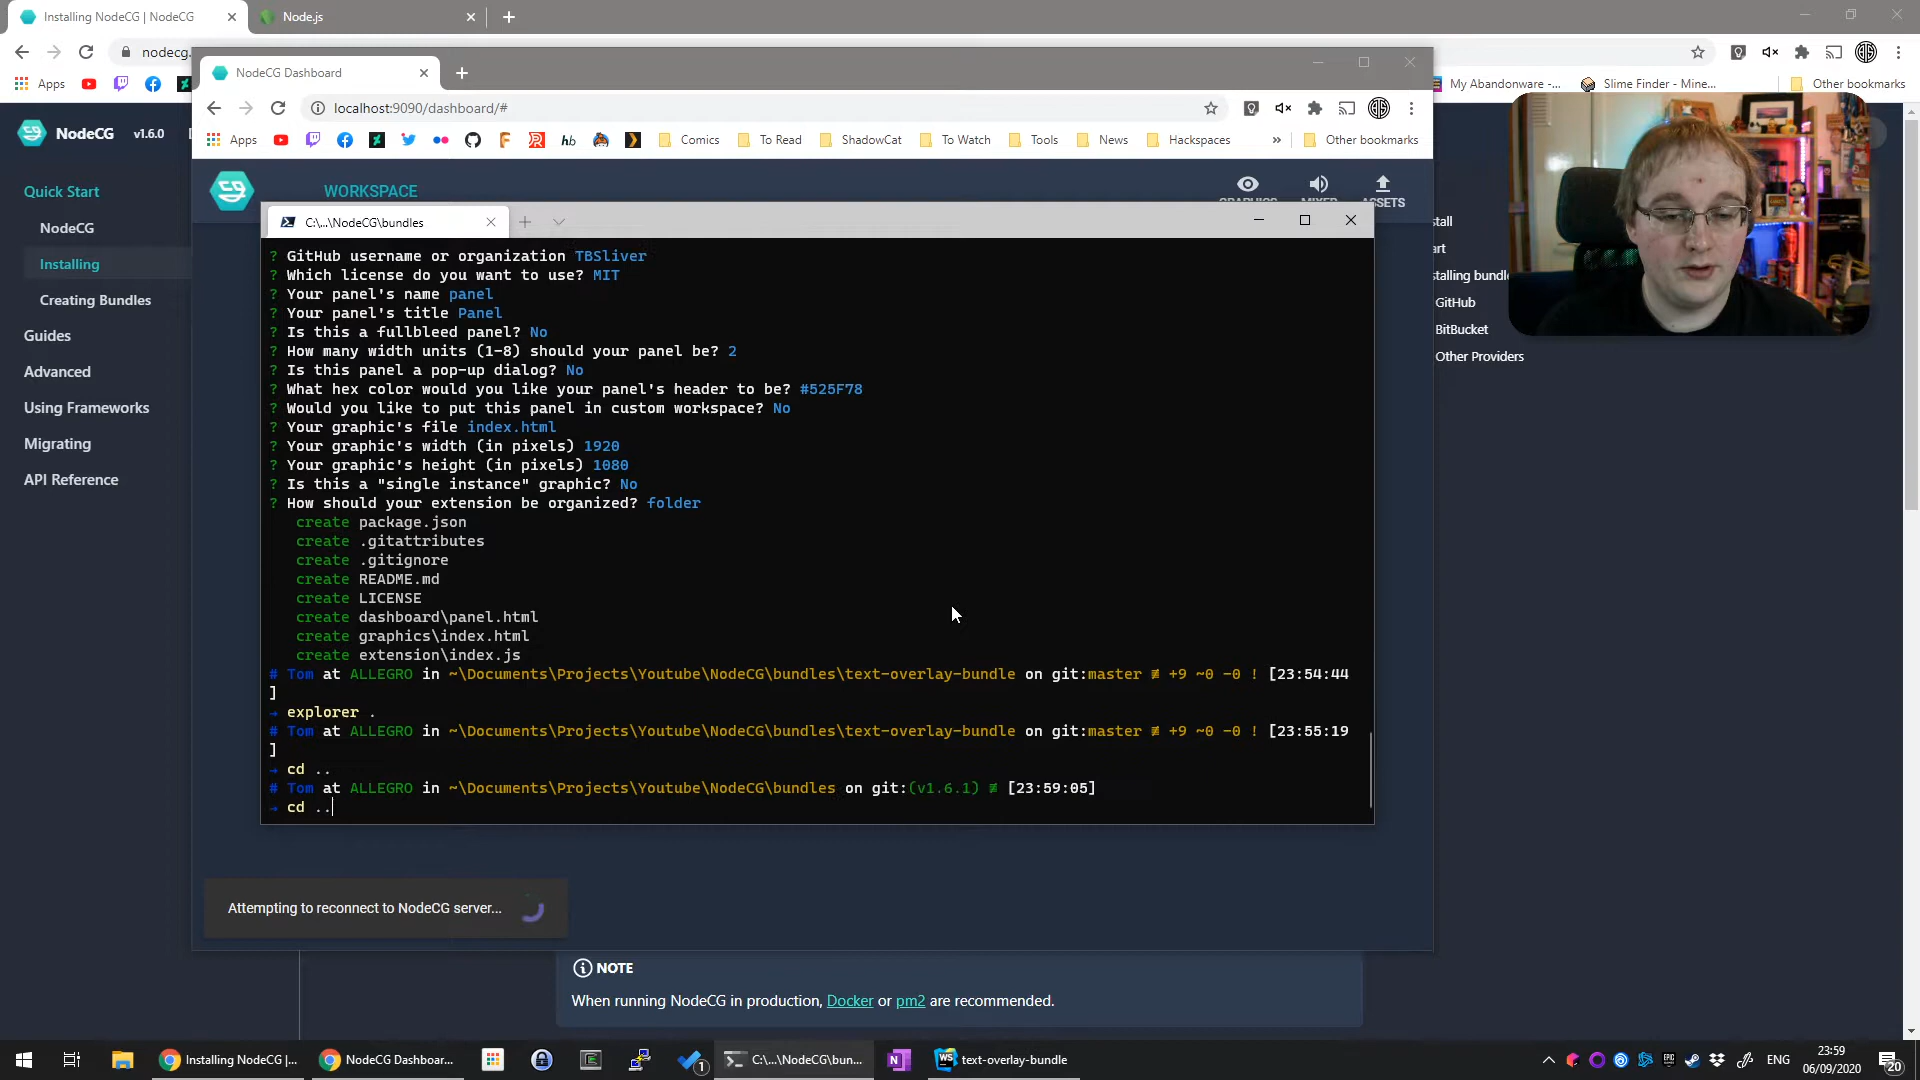 Installing NodeCG | NodeCG
Node.js
nodecg.
Apps
My Abandonware -...
Slime Finder - Mine...
Other bookmarks
NodeCG Dashboard
localhost:9090/dashboard/#
Apps
hb
Comics
To Read
ShadowCat
To Watch
Tools
News
Hackspaces
»
Other bookmarks
NodeCG v1.6.0
Quick Start
NodeCG
Installing
Creating Bundles
Guides
Advanced
Using Frameworks
Migrating
API Reference
WORKSPACE
GRAPHICS
MIXER
ASSETS
stall
art
stalling bundle
GitHub
BitBucket
Other Providers
C:\...\NodeCG\bundles
? GitHub username or organization TBSliver
? Which license do you want to use? MIT
? Your panel's name panel
? Your panel's title Panel
? Is this a fullbleed panel? No
? How many width units (1-8) should your panel be? 2
? Is this panel a pop-up dialog? No
? What hex color would you like your panel's header to be? #525F78
? Would you like to put this panel in custom workspace? No
? Your graphic's file index.html
? Your graphic's width (in pixels) 1920
? Your graphic's height (in pixels) 1080
? Is this a "single instance" graphic? No
? How should your extension be organized? folder
create package.json
create .gitattributes
create .gitignore
create README.md
create LICENSE
create dashboard\panel.html
create graphics\index.html
create extension\index.js
# Tom at ALLEGRO in ~\Documents\Projects\Youtube\NodeCG\bundles\text-overlay-bundle on git:master ≢ +9 ~0 -0 ! [23:54:44
]
→ explorer .
# Tom at ALLEGRO in ~\Documents\Projects\Youtube\NodeCG\bundles\text-overlay-bundle on git:master ≢ +9 ~0 -0 ! [23:55:19
]
→ cd ..
# Tom at ALLEGRO in ~\Documents\Projects\Youtube\NodeCG\bundles on git:(v1.6.1) ≢ [23:59:05]
→ cd ..
Attempting to reconnect to NodeCG server...
NOTE
When running NodeCG in production, Docker or pm2 are recommended.
Installing NodeCG |...
NodeCG Dashboar...
1
C:\...\NodeCG\bun...
N
WS
text-overlay-bundle
EPIC
ENG
23:59
06/09/2020
20